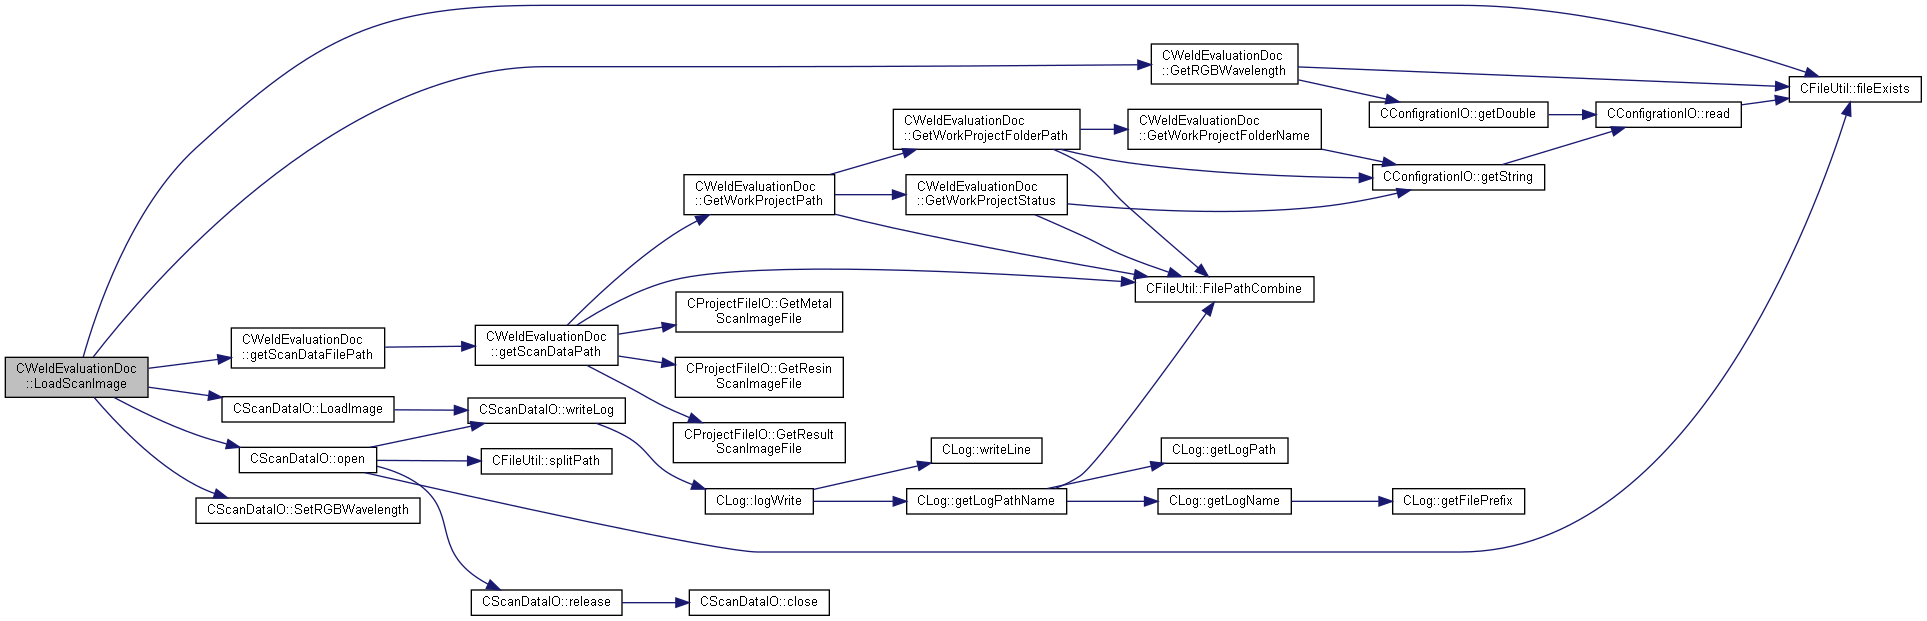 CWeldEvaluationDoc
::LoadScanImage
CWeldEvaluationDoc
::getScanDataFilePath
CScanDataIO::LoadImage
CScanDataIO::open
CScanDataIO::SetRGBWavelength
CWeldEvaluationDoc
::getScanDataPath
CScanDataIO::writeLog
CFileUtil::splitPath
CScanDataIO::release
CWeldEvaluationDoc
::GetWorkProjectPath
CProjectFileIO::GetMetal
ScanImageFile
CProjectFileIO::GetResin
ScanImageFile
CProjectFileIO::GetResult
ScanImageFile
CLog::logWrite
CScanDataIO::close
CWeldEvaluationDoc
::GetWorkProjectFolderPath
CWeldEvaluationDoc
::GetWorkProjectStatus
CLog::writeLine
CLog::getLogPathName
CWeldEvaluationDoc
::GetRGBWavelength
CWeldEvaluationDoc
::GetWorkProjectFolderName
CFileUtil::FilePathCombine
CLog::getLogPath
CLog::getLogName
CConfigrationIO::getDouble
CConfigrationIO::getString
CLog::getFilePrefix
CConfigrationIO::read
CFileUtil::fileExists